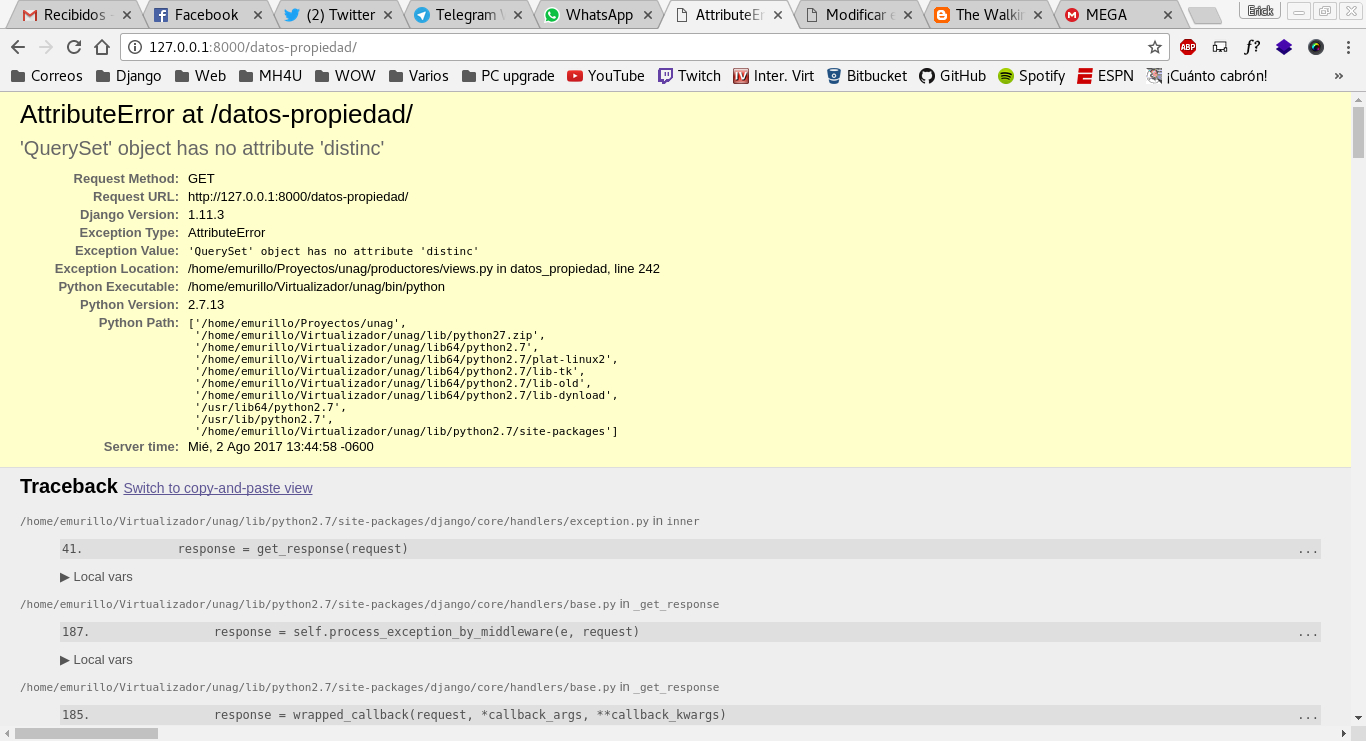 Recibidos - Facebook (2) Twitter Telegram WhatsApp AttributeEr Modificar e The Walki MEGA Erick
127.0.0.1:8000/datos-propiedad/ ABP f?
Correos Django Web MH4U WOW Varios PC upgrade YouTube Twitch Inter. Virt Bitbucket GitHub Spotify ESPN ¡Cuánto cabrón! »
AttributeError at /datos-propiedad/
'QuerySet' object has no attribute 'distinc'
Request Method: GET
Request URL: http://127.0.0.1:8000/datos-propiedad/
Django Version: 1.11.3
Exception Type: AttributeError
Exception Value: 'QuerySet' object has no attribute 'distinc'
Exception Location: /home/emurillo/Proyectos/unag/productores/views.py in datos_propiedad, line 242
Python Executable: /home/emurillo/Virtualizador/unag/bin/python
Python Version: 2.7.13
Python Path: ['/home/emurillo/Proyectos/unag',
'/home/emurillo/Virtualizador/unag/lib/python27.zip',
'/home/emurillo/Virtualizador/unag/lib64/python2.7',
'/home/emurillo/Virtualizador/unag/lib64/python2.7/plat-linux2',
'/home/emurillo/Virtualizador/unag/lib64/python2.7/lib-tk',
'/home/emurillo/Virtualizador/unag/lib64/python2.7/lib-old',
'/home/emurillo/Virtualizador/unag/lib64/python2.7/lib-dynload',
'/usr/lib64/python2.7',
'/usr/lib/python2.7',
'/home/emurillo/Virtualizador/unag/lib/python2.7/site-packages']
Server time: Mié, 2 Ago 2017 13:44:58 -0600
Traceback Switch to copy-and-paste view
/home/emurillo/Virtualizador/unag/lib/python2.7/site-packages/django/core/handlers/exception.py in inner
41. response = get_response(request) ...
▶ Local vars
/home/emurillo/Virtualizador/unag/lib/python2.7/site-packages/django/core/handlers/base.py in _get_response
187. response = self.process_exception_by_middleware(e, request) ...
▶ Local vars
/home/emurillo/Virtualizador/unag/lib/python2.7/site-packages/django/core/handlers/base.py in _get_response
185. response = wrapped_callback(request, *callback_args, **callback_kwargs) ...